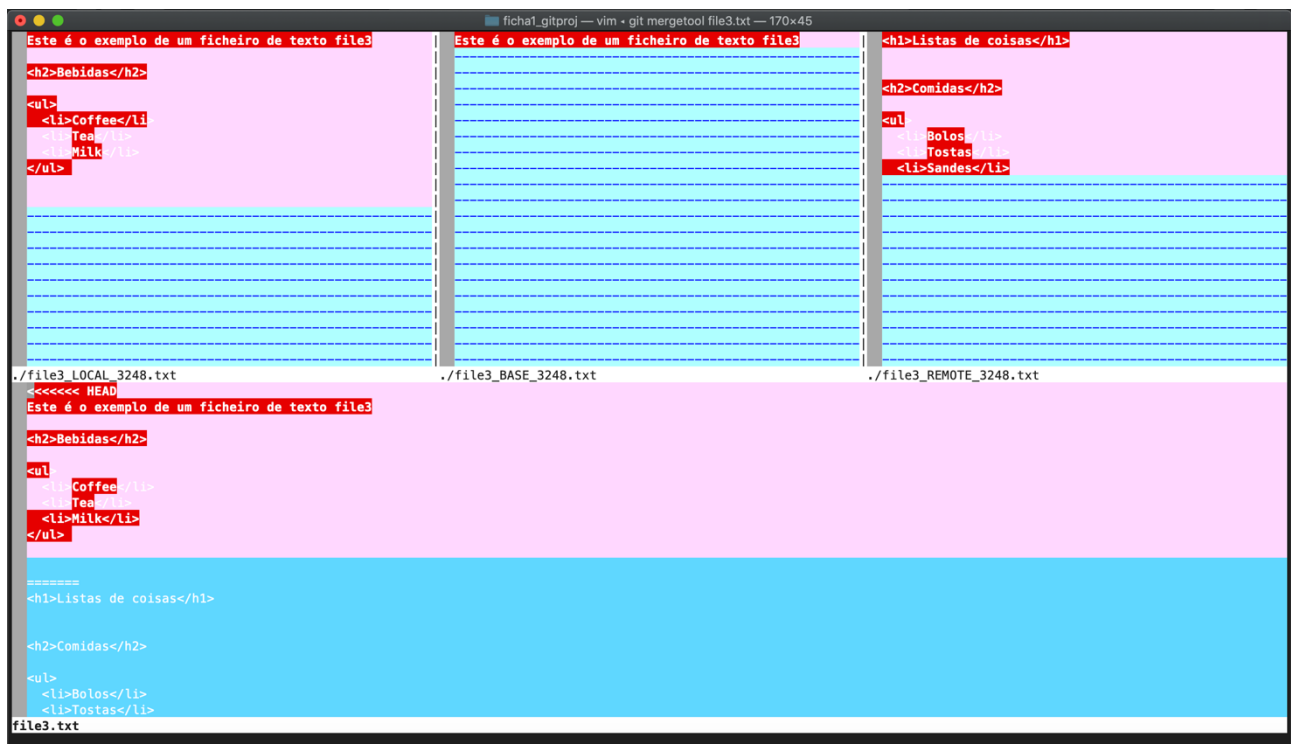 ficha1_gitproj — vim ◂ git mergetool file3.txt — 170×45
Este é o exemplo de um ficheiro de texto file3
<h2>Bebidas</h2>
<ul>
<li>Coffee</li>
<li>Tea</li>
<li>Milk</li>
</ul>
./file3_LOCAL_3248.txt
Este é o exemplo de um ficheiro de texto file3
./file3_BASE_3248.txt
<h1>Listas de coisas</h1>
<h2>Comidas</h2>
<ul>
<li>Bolos</li>
<li>Tostas</li>
<li>Sandes</li>
./file3_REMOTE_3248.txt
<<<<<<< HEAD
Este é o exemplo de um ficheiro de texto file3
<h2>Bebidas</h2>
<ul>
<li>Coffee</li>
<li>Tea</li>
<li>Milk</li>
</ul>
=======
<h1>Listas de coisas</h1>
<h2>Comidas</h2>
<ul>
<li>Bolos</li>
<li>Tostas</li>
file3.txt